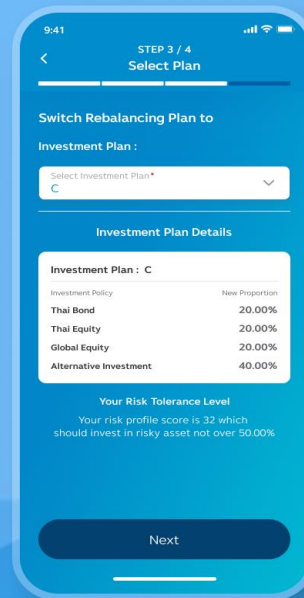 9:41
STEP 3 / 4
Select Plan
Switch Rebalancing Plan to
Investment Plan :
Select Investment Plan*
C
Investment Plan Details
Investment Plan : C
Investment Policy New Proportion
Thai Bond 20.00%
Thai Equity 20.00%
Global Equity 20.00%
Alternative Investment 40.00%
Your Risk Tolerance Level
Your risk profile score is 32 which
should invest in risky asset not over 50.00%
Next